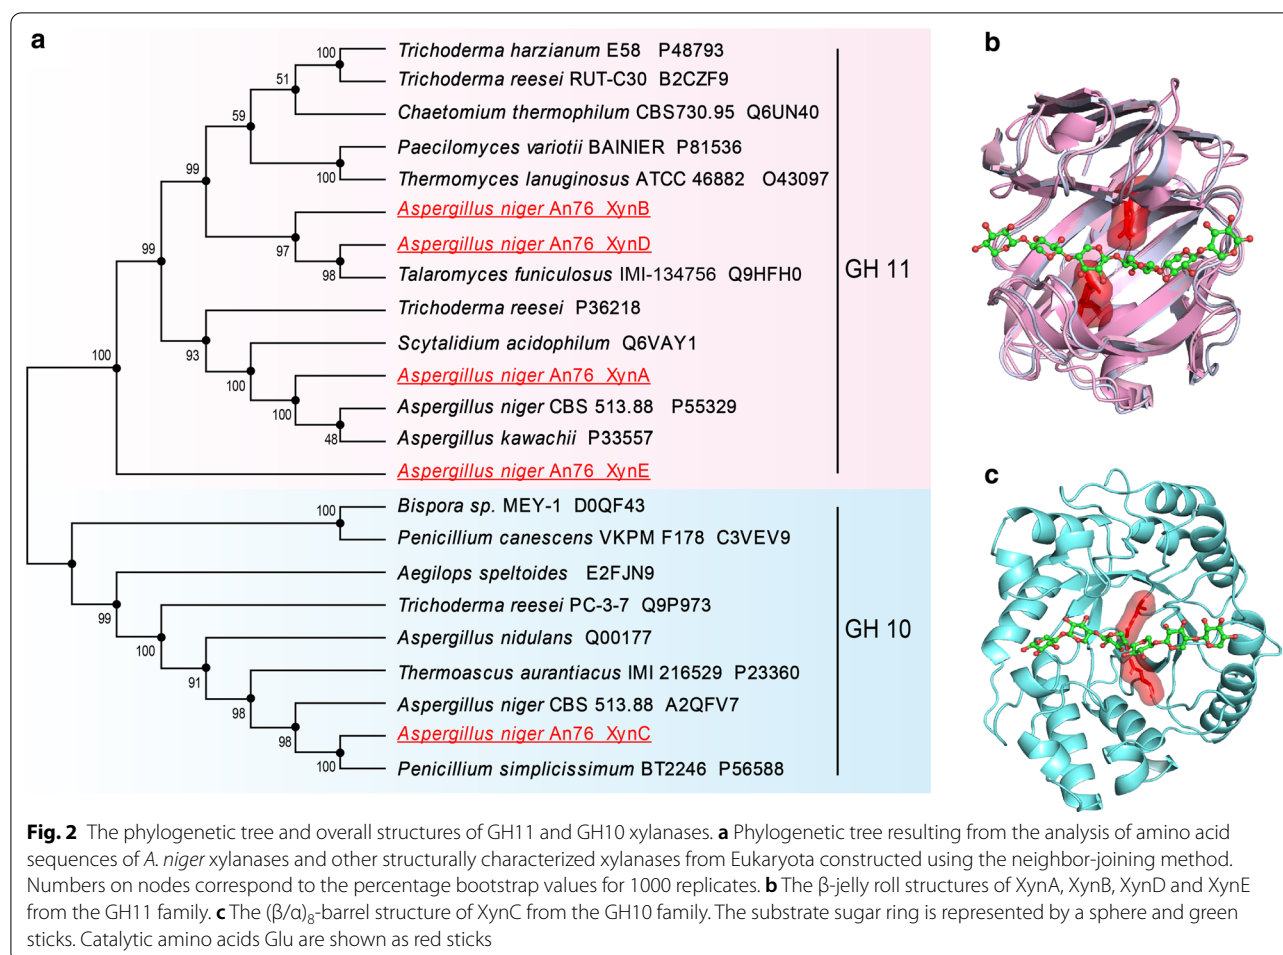 a
Trichoderma harzianum E58 P48793
Trichoderma reesei RUT-C30 B2CZF9
Chaetomium thermophilum CBS730.95 Q6UN40
Paecilomyces variotii BAINIER P81536
Thermomyces lanuginosus ATCC 46882 O43097
Aspergillus niger An76 XynB
Aspergillus niger An76 XynD
Talaromyces funiculosus IMI-134756 Q9HFH0
Trichoderma reesei P36218
Scytalidium acidophilum Q6VAY1
Aspergillus niger An76 XynA
Aspergillus niger CBS 513.88 P55329
Aspergillus kawachii P33557
Aspergillus niger An76 XynE
GH 11
100
51
59
100
99
97
98
99
93
100
100
48
100
Bispora sp. MEY-1 D0QF43
Penicillium canescens VKPM F178 C3VEV9
Aegilops speltoides E2FJN9
Trichoderma reesei PC-3-7 Q9P973
Aspergillus nidulans Q00177
Thermoascus aurantiacus IMI 216529 P23360
Aspergillus niger CBS 513.88 A2QFV7
Aspergillus niger An76 XynC
Penicillium simplicissimum BT2246 P56588
GH 10
100
99
100
91
98
98
100
b
c
Fig. 2 The phylogenetic tree and overall structures of GH11 and GH10 xylanases. a Phylogenetic tree resulting from the analysis of amino acid
sequences of A. niger xylanases and other structurally characterized xylanases from Eukaryota constructed using the neighbor-joining method.
Numbers on nodes correspond to the percentage bootstrap values for 1000 replicates. b The β-jelly roll structures of XynA, XynB, XynD and XynE
from the GH11 family. c The (β/α)₈-barrel structure of XynC from the GH10 family. The substrate sugar ring is represented by a sphere and green
sticks. Catalytic amino acids Glu are shown as red sticks